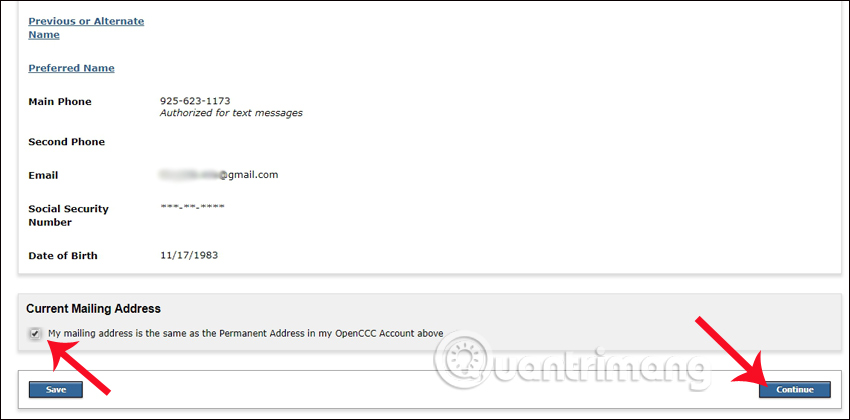 Previous or Alternate
Name
Preferred Name
Main Phone 925-623-1173
Authorized for text messages
Second Phone
Email @gmail.com
Social Security ***-**-****
Number
Date of Birth 11/17/1983
Current Mailing Address
My mailing address is the same as the Permanent Address in my OpenCCC Account above
Quantrimang
Save Continue